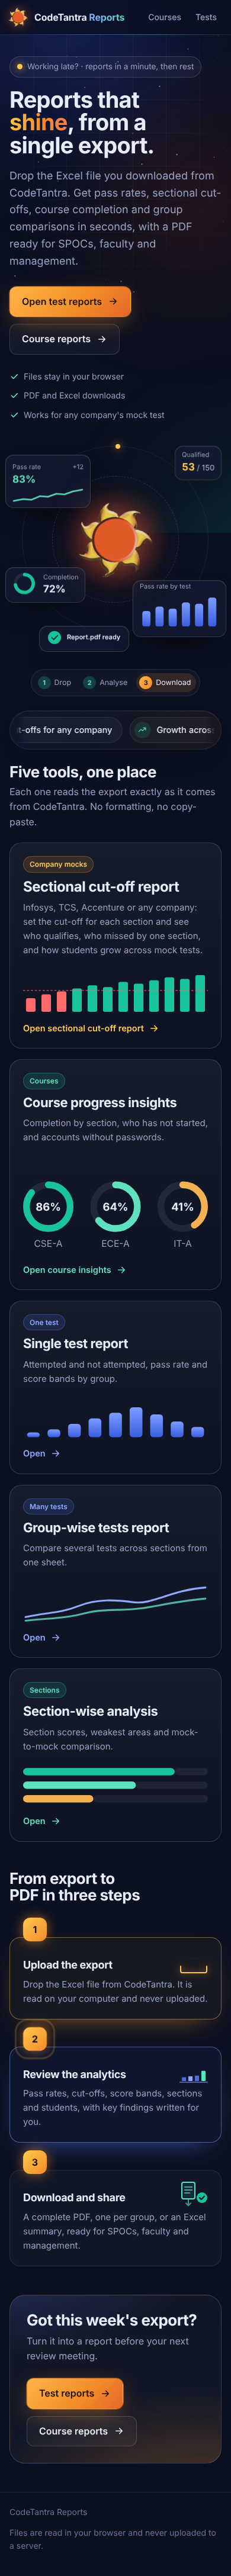 CodeTantra Reports
Courses
Tests
Working late? · reports in a minute, then rest
Reports that
shine, from a
single export.
Drop the Excel file you downloaded from
CodeTantra. Get pass rates, sectional cut-
offs, course completion and group
comparisons in seconds, with a PDF
ready for SPOCs, faculty and
management.
Open test reports →
Course reports →
Files stay in your browser
PDF and Excel downloads
Works for any company's mock test
Pass rate
+12
83%
Qualified
53 / 150
Completion
72%
Pass rate by test
Report.pdf ready
1 Drop
2 Analyse
3 Download
t-offs for any company
Growth across
Five tools, one place
Each one reads the export exactly as it comes
from CodeTantra. No formatting, no copy-
paste.
Company mocks
Sectional cut-off report
Infosys, TCS, Accenture or any company:
set the cut-off for each section and see
who qualifies, who missed by one section,
and how students grow across mock tests.
Open sectional cut-off report →
Courses
Course progress insights
Completion by section, who has not started,
and accounts without passwords.
86%
64%
41%
CSE-A
ECE-A
IT-A
Open course insights →
One test
Single test report
Attempted and not attempted, pass rate and
score bands by group.
Open →
Many tests
Group-wise tests report
Compare several tests across sections from
one sheet.
Open →
Sections
Section-wise analysis
Section scores, weakest areas and mock-
to-mock comparison.
Open →
From export to
PDF in three steps
1
Upload the export
Drop the Excel file from CodeTantra. It is
read on your computer and never uploaded.
2
Review the analytics
Pass rates, cut-offs, score bands, sections
and students, with key findings written for
you.
3
Download and share
A complete PDF, one per group, or an Excel
summary, ready for SPOCs, faculty and
management.
Got this week's export?
Turn it into a report before your next
review meeting.
Test reports →
Course reports →
CodeTantra Reports
Files are read in your browser and never uploaded to
a server.